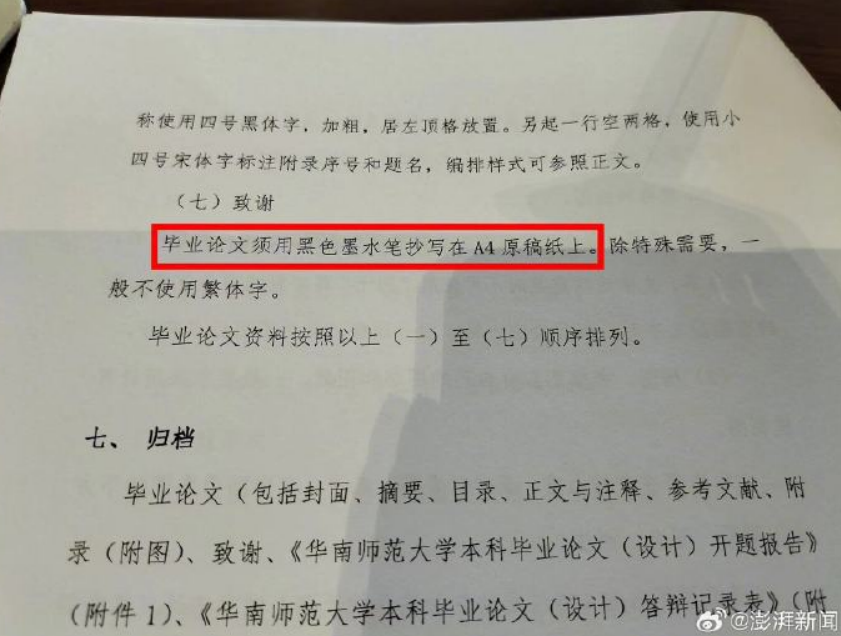 称使用四号黑体字，加粗，居左顶格放置。另起一行空两格，使用小
四号宋体字标注附录序号和题名，编排样式可参照正文。
（七）致谢
毕业论文须用黑色墨水笔抄写在 A4 原稿纸上。除特殊需要，一
般不使用繁体字。
毕业论文资料按照以上（一）至（七）顺序排列。
七、 归档
毕业论文（包括封面、摘要、目录、正文与注释、参考文献、附
录（附图）、致谢、《华南师范大学本科毕业论文（设计）开题报告》
（附件 1）、《华南师范大学本科毕业论文（设计）答辩记录表》（附
@澎湃新闻